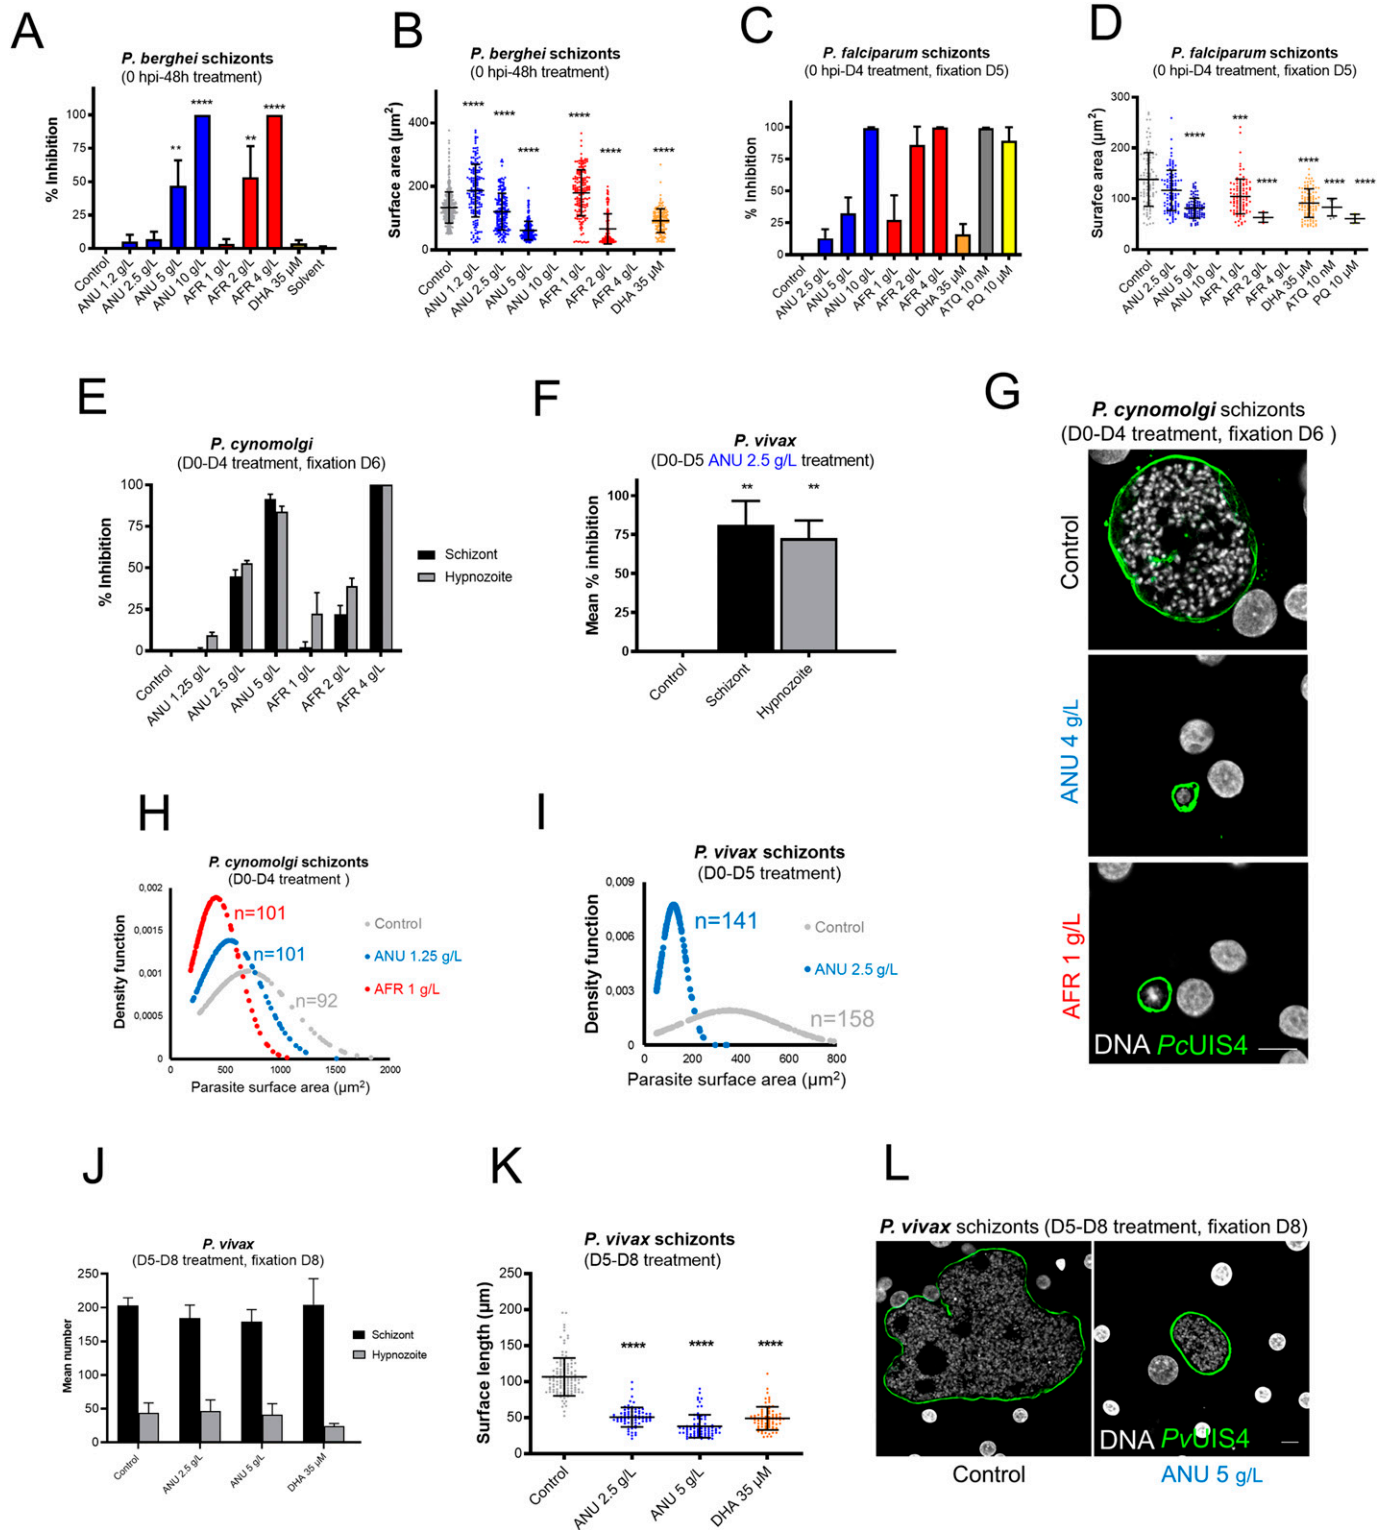 A
P. berghei schizonts
(0 hpi-48h treatment)
% Inhibition
100
75
50
25
0
Control
ANU 1.2 g/L
ANU 2.5 g/L
ANU 5 g/L
ANU 10 g/L
AFR 1 g/L
AFR 2 g/L
AFR 4 g/L
DHA 35 µM
Solvent
**
****
**
****
B
P. berghei schizonts
(0 hpi-48h treatment)
Surface area (µm²)
400
200
0
****
****
****
****
****
****
Control
ANU 1.2 g/L
ANU 2.5 g/L
ANU 5 g/L
ANU 10 g/L
AFR 1 g/L
AFR 2 g/L
AFR 4 g/L
DHA 35 µM
C
P. falciparum schizonts
(0 hpi-D4 treatment, fixation D5)
% Inhibition
100
75
50
25
0
Control
ANU 2.5 g/L
ANU 5 g/L
ANU 10 g/L
AFR 1 g/L
AFR 2 g/L
AFR 4 g/L
DHA 35 µM
ATQ 10 nM
PQ 10 µM
D
P. falciparum schizonts
(0 hpi-D4 treatment, fixation D5)
Surafce area (µm²)
300
200
100
0
****
***
****
****
****
****
Control
ANU 2.5 g/L
ANU 5 g/L
ANU 10 g/L
AFR 1 g/L
AFR 2 g/L
AFR 4 g/L
DHA 35 µM
ATQ 10 nM
PQ 10 µM
E
P. cynomolgi
(D0-D4 treatment, fixation D6)
% Inhibition
100
75
50
25
0
Control
ANU 1.25 g/L
ANU 2.5 g/L
ANU 5 g/L
AFR 1 g/L
AFR 2 g/L
AFR 4 g/L
Schizont
Hypnozoite
F
P. vivax
(D0-D5 ANU 2.5 g/L treatment)
Mean % inhibition
100
75
50
25
0
**
**
Control
Schizont
Hypnozoite
G
P. cynomolgi schizonts
(D0-D4 treatment, fixation D6 )
Control
ANU 4 g/L
AFR 1 g/L
DNA PcUIS4
H
P. cynomolgi schizonts
(D0-D4 treatment )
Density function
0,002
0,0015
0,001
0,0005
0
n=101
n=101
n=92
Control
ANU 1.25 g/L
AFR 1 g/L
0
500
1000
1500
2000
Parasite surface area (µm²)
I
P. vivax schizonts
(D0-D5 treatment)
Density function
0,009
0,006
0,003
0
n=141
n=158
Control
ANU 2.5 g/L
0
200
400
600
800
Parasite surface area (µm²)
J
P. vivax
(D5-D8 treatment, fixation D8)
Mean number
250
200
150
100
50
0
Control
ANU 2.5 g/L
ANU 5 g/L
DHA 35 µM
Schizont
Hypnozoite
K
P. vivax schizonts
(D5-D8 treatment)
Surface length (µm)
250
200
150
100
50
0
****
****
****
Control
ANU 2.5 g/L
ANU 5 g/L
DHA 35 µM
L
P. vivax schizonts (D5-D8 treatment, fixation D8)
DNA PvUIS4
Control
ANU 5 g/L